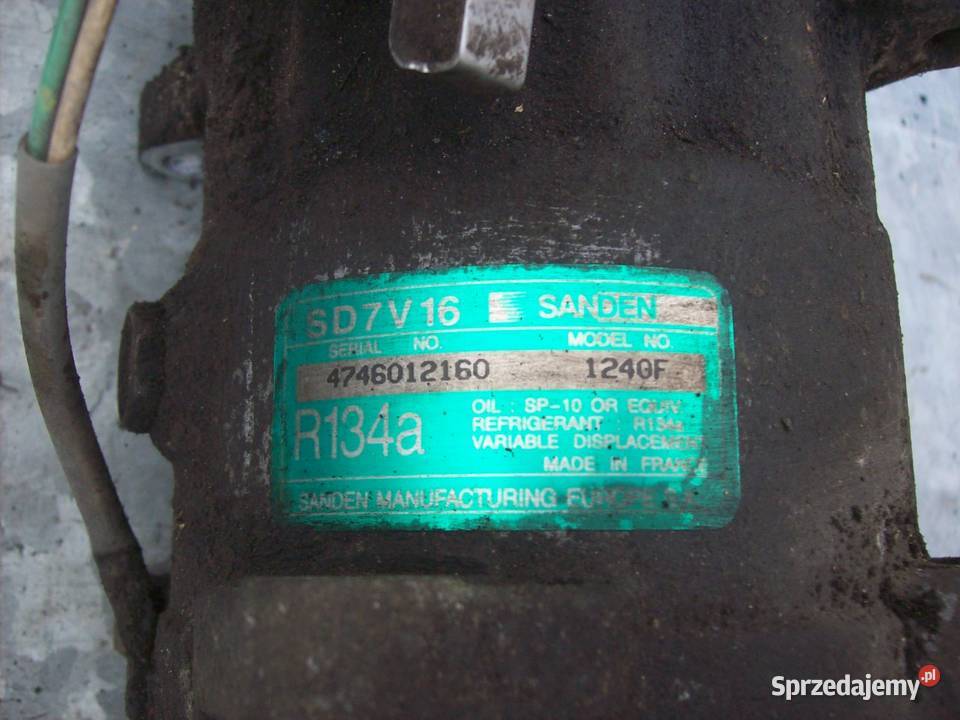 SD7V16 SANDEN
SERIAL NO. MODEL NO.
4746012160 1240F
R134a
OIL : SP-10 OR EQUIV
REFRIGERANT : R134a
VARIABLE DISPLACEMENT
MADE IN FRANCE
SANDEN MANUFACTURING EUROPE S.A.
Sprzedajemy.pl